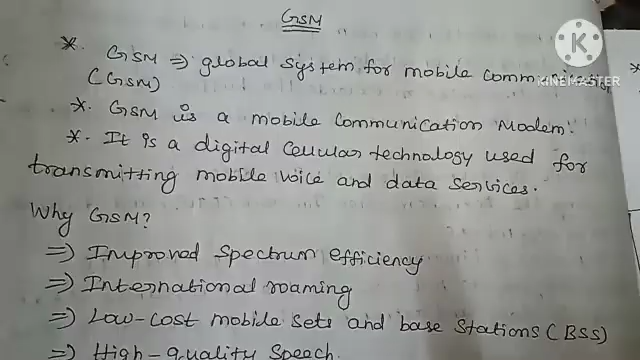 GSM
*. GSM ⇒ global system for mobile communication
(GSM)
*. GSM is a mobile communication Modem.
*. It is a digital cellular technology used for
transmitting mobile voice and data services.
Why GSM?
⇒ Improved spectrum efficiency
⇒ International roaming
⇒ Low-cost mobile sets and base stations (BSS)
⇒ High-quality speech.
KINEMASTER